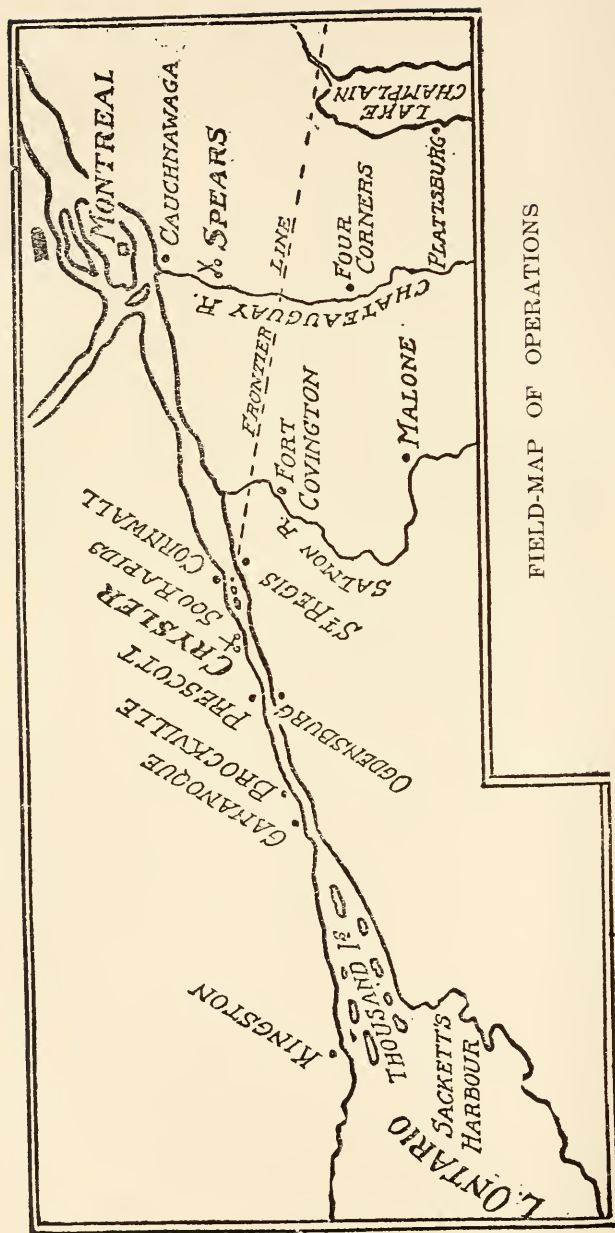 KINGSTON
GANANOQUE
BROCKVILLE
PRESCOTT
CRYSLER
SOO RAPIDS
CORNWALL
MONTREAL
CAUCHNAWAGA
SPEARS
THOUSAND Is
L. ONTARIO
SACKETT'S
HARBOUR
OGDENSBURG
ST REGIS
SALMON R.
FORT
COVINGTON
MALONE
FRONTIER LINE
CHATEAUGUAY R.
FOUR
CORNERS
PLATTSBURG
LAKE
CHAMPLAIN
FIELD-MAP OF OPERATIONS